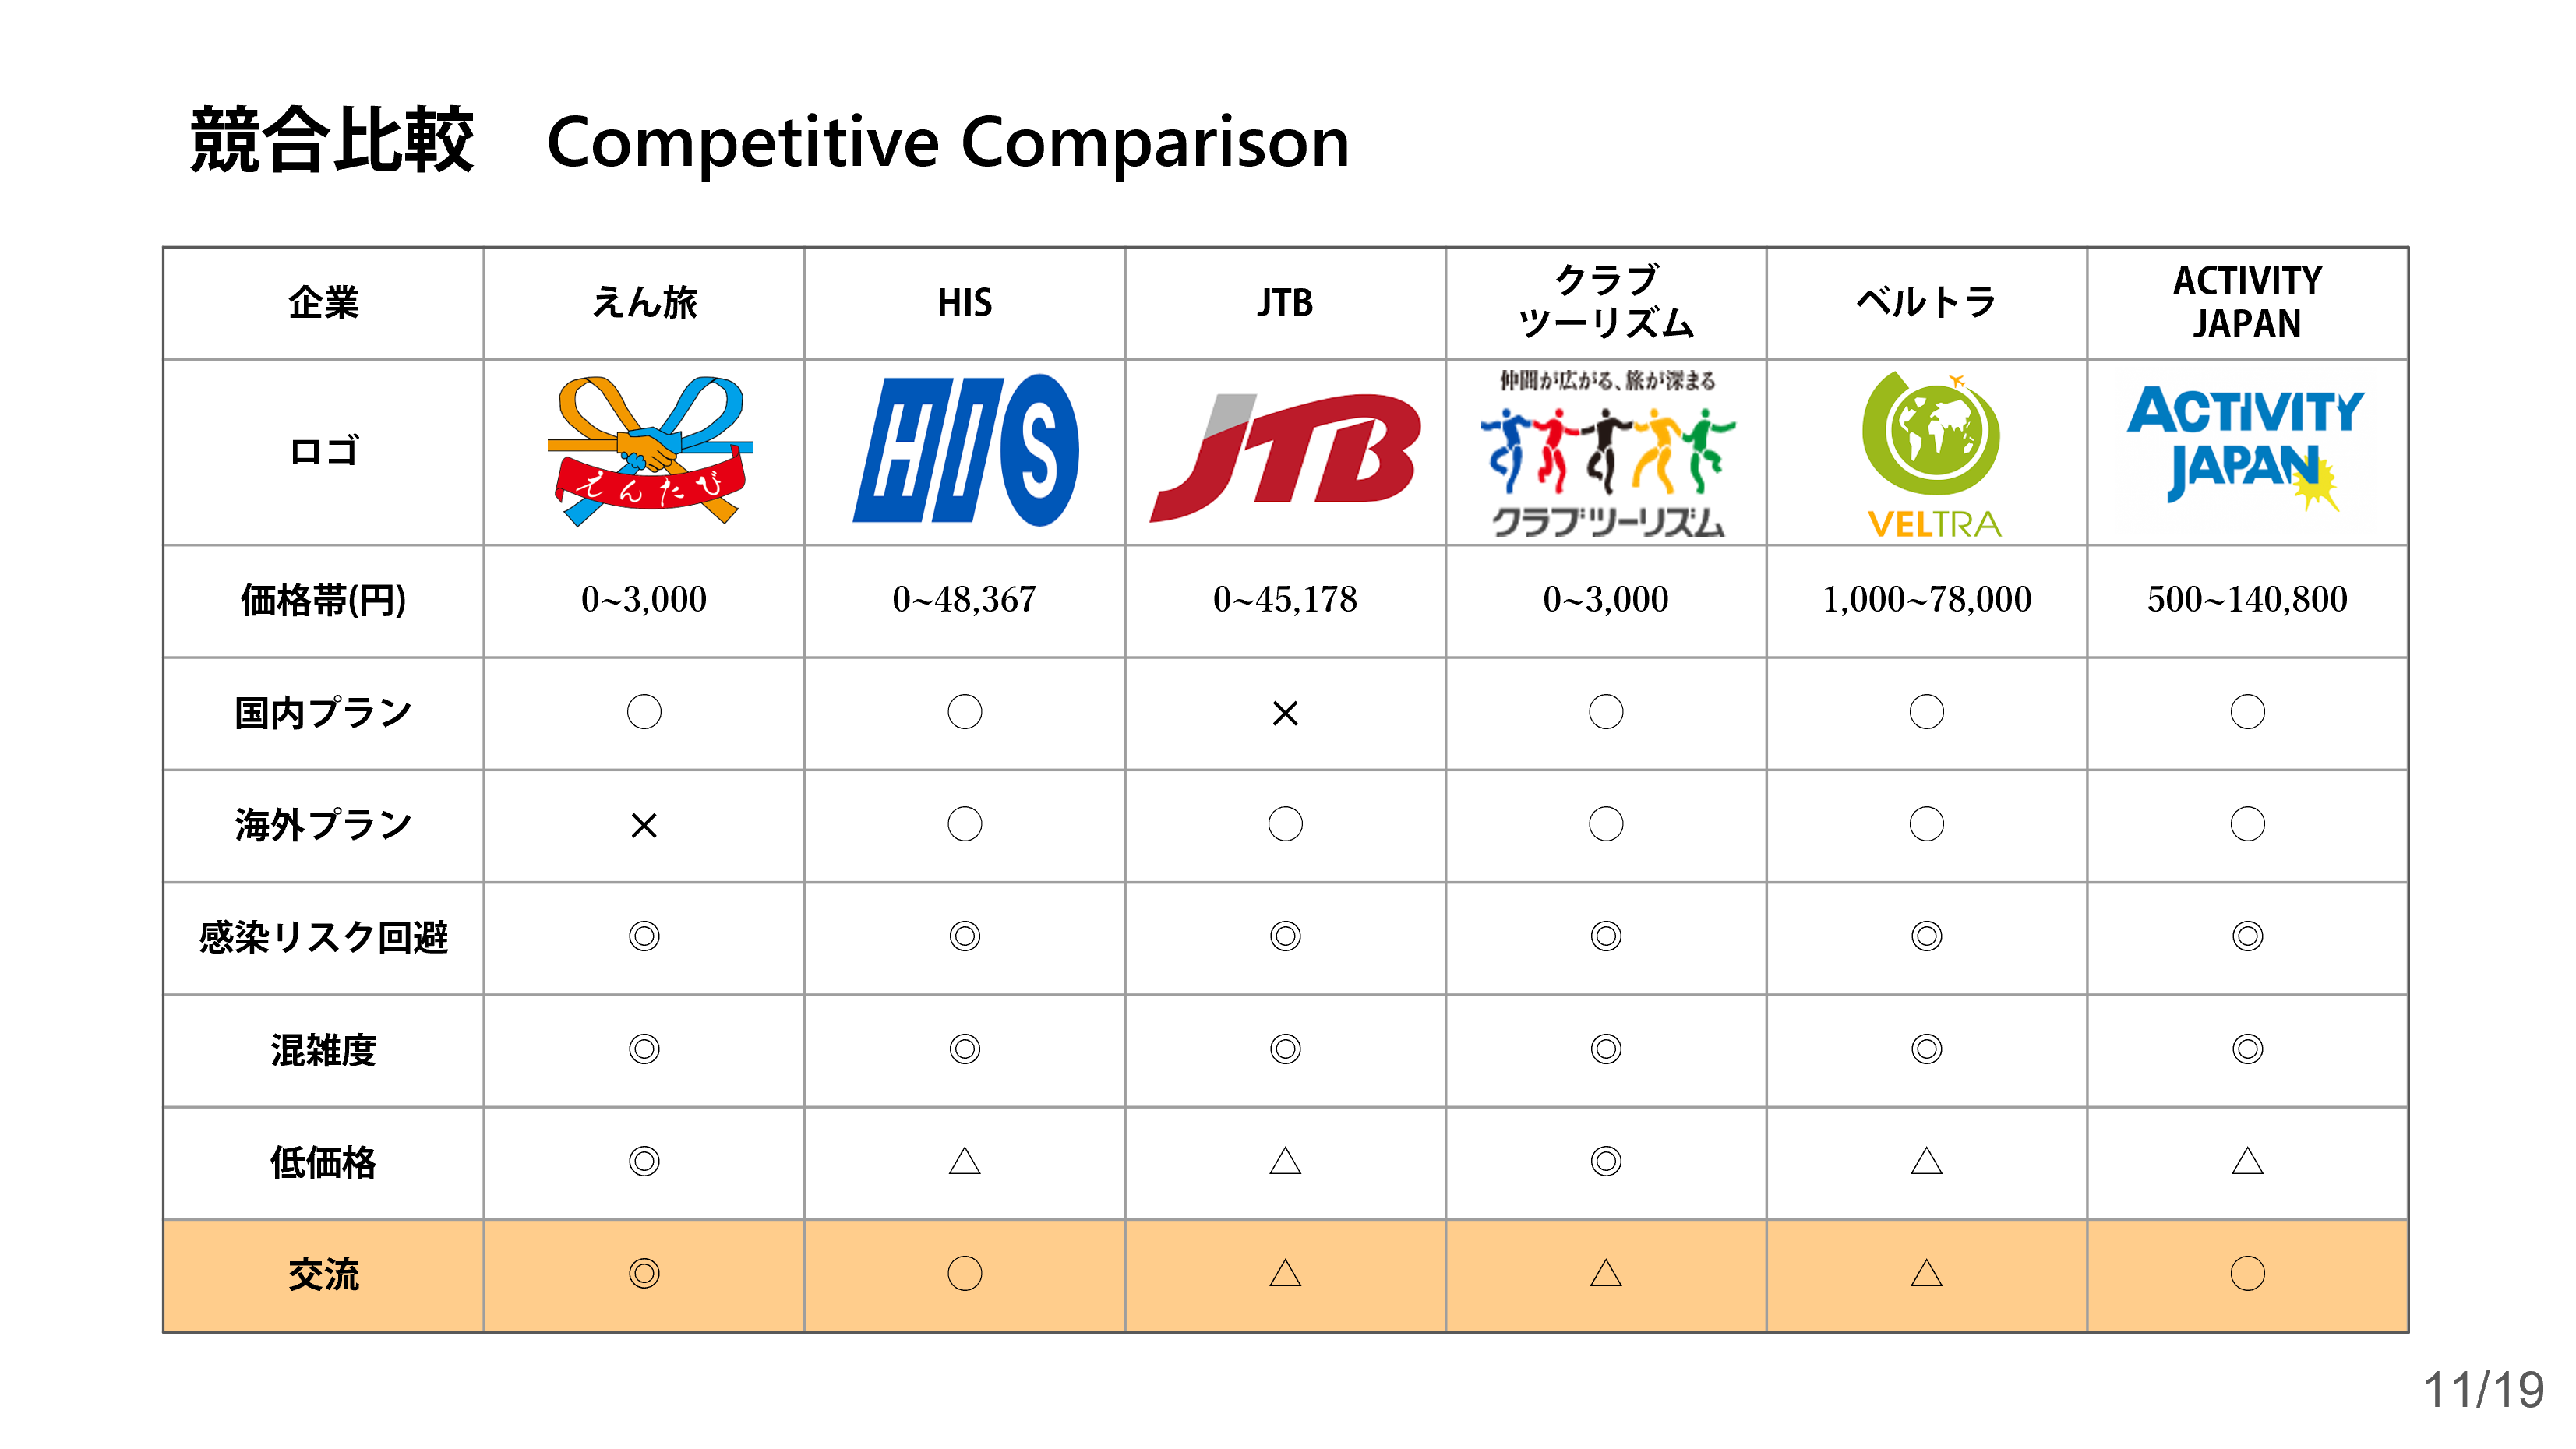 競合比較　Competitive Comparison
企業 えん旅 HIS JTB クラブ ツーリズム ベルトラ ACTIVITY JAPAN
ロゴ えんたび HIS JTB 仲間が広がる、旅が深まる クラブツーリズム VELTRA ACTIVITY JAPAN
価格帯(円) 0~3,000 0~48,367 0~45,178 0~3,000 1,000~78,000 500~140,800
国内プラン ○ ○ × ○ ○ ○
海外プラン × ○ ○ ○ ○ ○
感染リスク回避 ◎ ◎ ◎ ◎ ◎ ◎
混雑度 ◎ ◎ ◎ ◎ ◎ ◎
低価格 ◎ △ △ ◎ △ △
交流 ◎ ○ △ △ △ ○
11/19